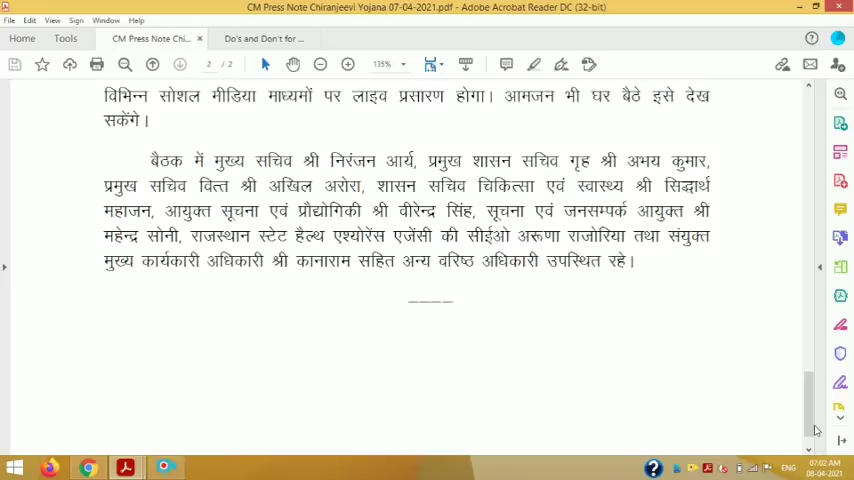 CM Press Note Chiranjeevi Yojana 07-04-2021.pdf - Adobe Acrobat Reader DC (32-bit)
File Edit View Sign Window Help
Home Tools CM Press Note Chi... × Do's and Don't for ...
2 / 2 135%
विभिन्न सोशल मीडिया माध्यमों पर लाइव प्रसारण होगा। आमजन भी घर बैठे इसे देख
सकेंगे।
बैठक में मुख्य सचिव श्री निरंजन आर्य, प्रमुख शासन सचिव गृह श्री अभय कुमार,
प्रमुख सचिव वित्त श्री अखिल अरोरा, शासन सचिव चिकित्सा एवं स्वास्थ्य श्री सिद्धार्थ
महाजन, आयुक्त सूचना एवं प्रौद्योगिकी श्री वीरेन्द्र सिंह, सूचना एवं जनसम्पर्क आयुक्त श्री
महेन्द्र सोनी, राजस्थान स्टेट हैल्थ एश्योरेंस एजेंसी की सीईओ अरूणा राजोरिया तथा संयुक्त
मुख्य कार्यकारी अधिकारी श्री कानाराम सहित अन्य वरिष्ठ अधिकारी उपस्थित रहे।
————
ENG 07:02 AM
08-04-2021